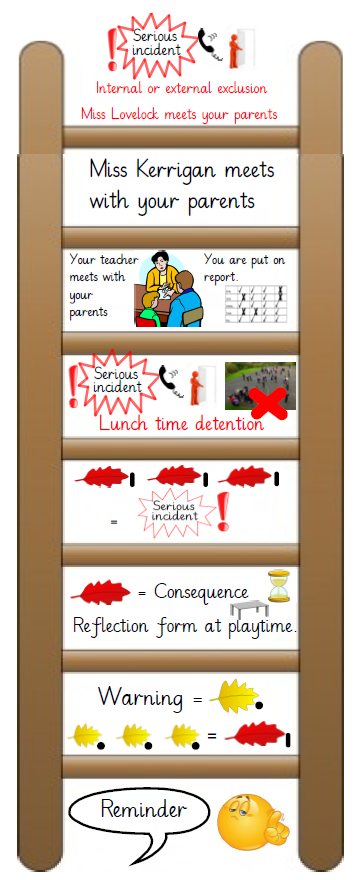 Serious
incident
Internal or external exclusion
Miss Lovelock meets your parents
Miss Kerrigan meets
with your parents
Your teacher
meets with
your
parents
You are put on
report.
Serious
incident
Lunch time detention
=
Serious
incident
= Consequence
Reflection form at playtime.
Warning =
=
Reminder